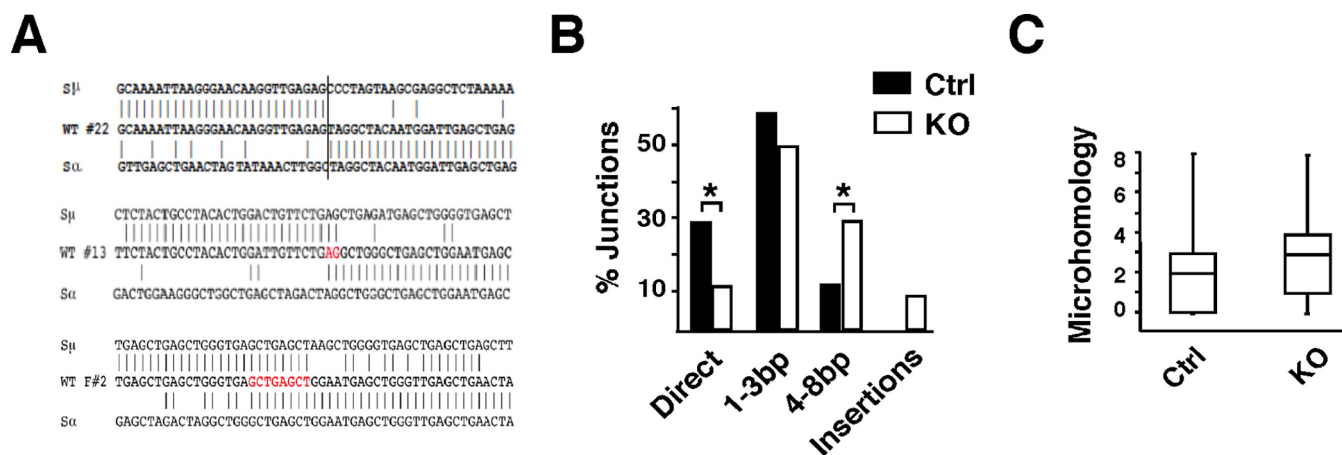 A
B
C
Sμ GCAAAATTAAGGGAACAAGGTTGAGAGCCCTAGTAAGCGAGGCTCTAAAAA
WT #22 GCAAAATTAAGGGAACAAGGTTGAGAGTAGGCTACAATGGATTGAGCTGAG
Sα GTTGAGCTGAACTAGTATAAACTTGGCTAGGCTACAATGGATTGAGCTGAG
Sμ CTCTACTGCCTACACTGGACTGTTCTGAGCTGAGATGAGCTGGGGTGAGCT
WT #13 TTCTACTGCCTACACTGGATTGTTCTGAGGCTGGGCTGAGCTGGAATGAGC
Sα GACTGGAAGGGCTGGCTGAGCTAGACTAGGCTGGGCTGAGCTGGAATGAGC
Sμ TGAGCTGAGCTGGGTGAGCTGAGCTAAGCTGGGGTGAGCTGAGCTGAGCTT
WT F#2 TGAGCTGAGCTGGGTGAGCTGAGCTGGAATGAGCTGGGTTGAGCTGAACTA
Sα GAGCTAGACTAGGCTGGGCTGAGCTGGAATGAGCTGGGTTGAGCTGAACTA
Ctrl
KO
% Junctions
50
30
10
*
*
Direct
1-3bp
4-8bp
Insertions
Microhomology
8
6
4
2
0
Ctrl
KO